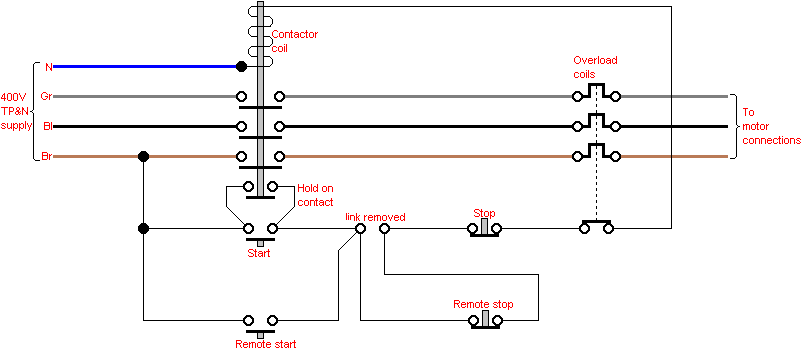 Contactor
coil
Overload
coils
N
Gr
Bl
Br
400V
TP&N
supply
To
motor
connections
Hold on
contact
link removed
Stop
Start
Remote stop
Remote start